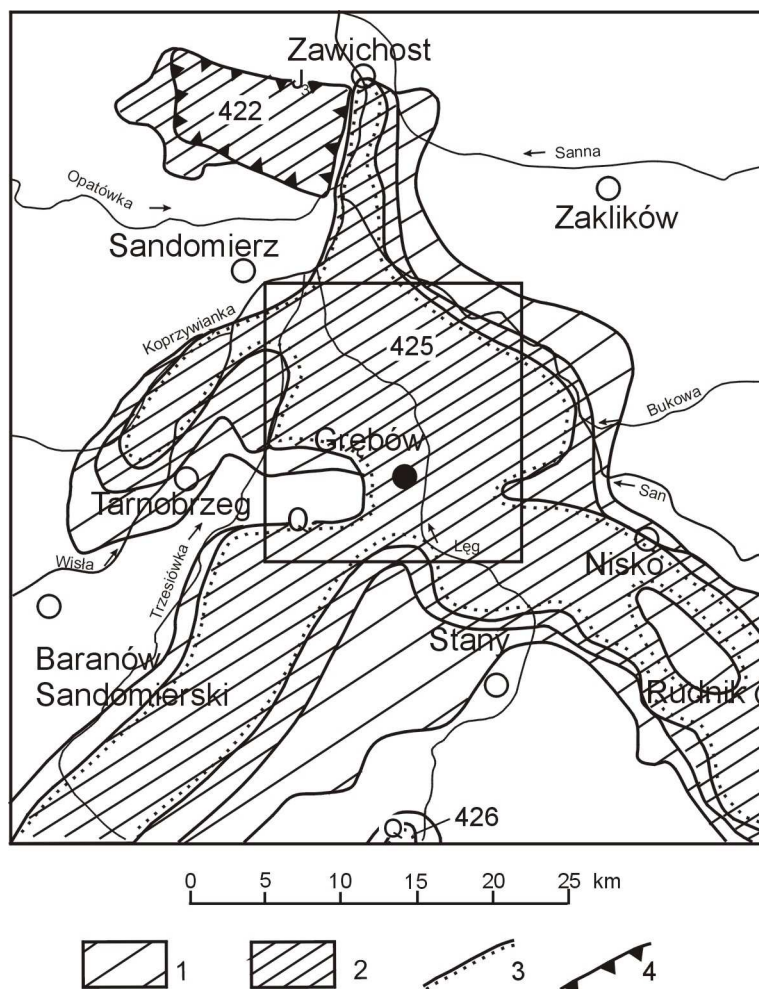 Zawichost
J3
422
Sanna
Opatówka
Zaklików
Sandomierz
Koprzywianka
425
Bukowa
Grębów
San
Tarnobrzeg
Q
Łęg
Wisła
Trzesiówka
Nisko
Stany
Baranów
Sandomierski
Rudnik
426
Q
0 5 10 15 20 25 km
1 2 3 4